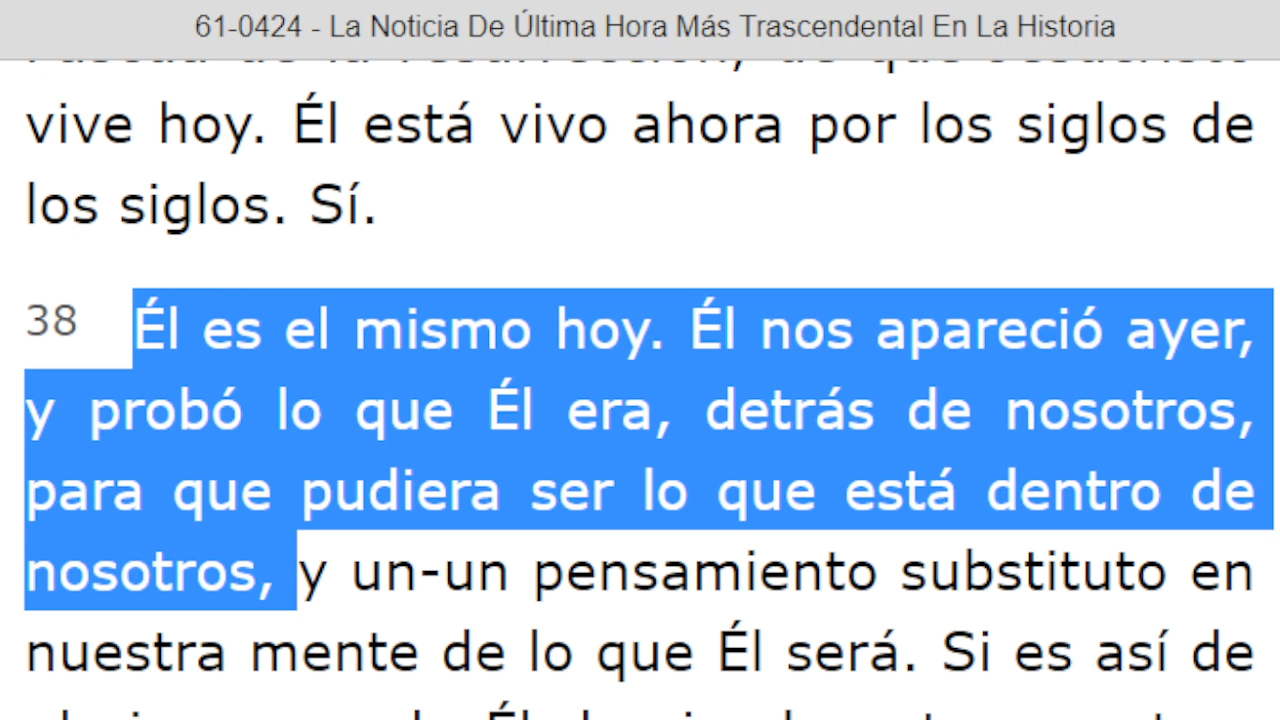 61-0424 - La Noticia De Última Hora Más Trascendental En La Historia
vive hoy. Él está vivo ahora por los siglos de
los siglos. Sí.
38 Él es el mismo hoy. Él nos apareció ayer,
y probó lo que Él era, detrás de nosotros,
para que pudiera ser lo que está dentro de
nosotros, y un-un pensamiento substituto en
nuestra mente de lo que Él será. Si es así de